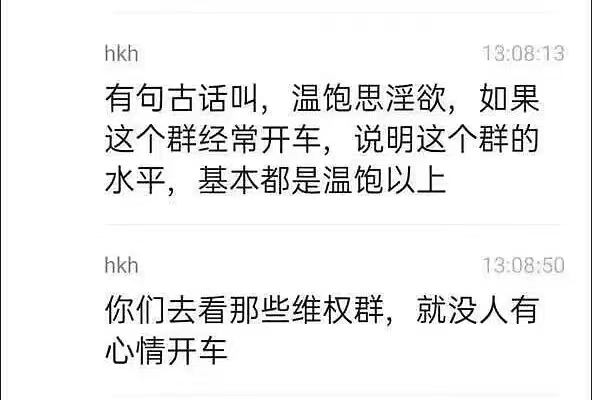 hkh 13:08:13
有句古话叫，温饱思淫欲，如果
这个群经常开车，说明这个群的
水平，基本都是温饱以上
hkh 13:08:50
你们去看那些维权群，就没人有
心情开车